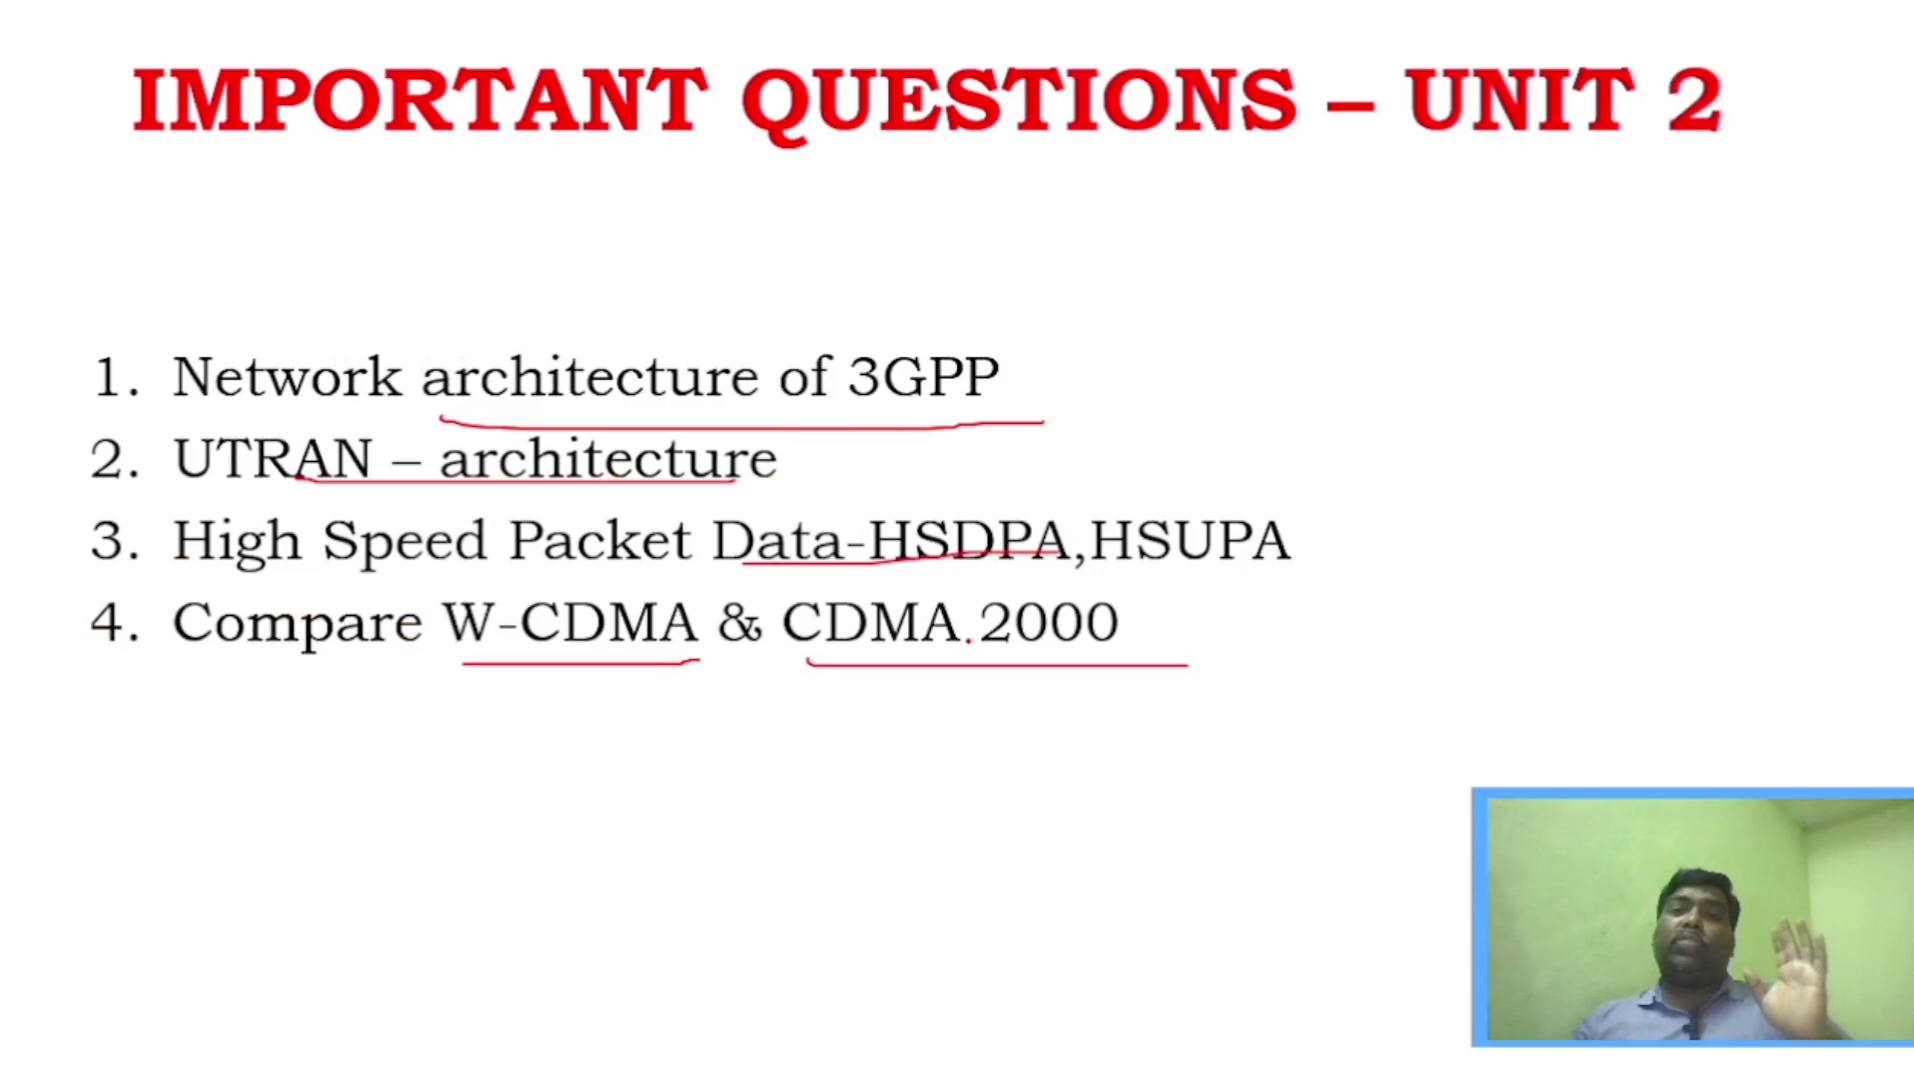 IMPORTANT QUESTIONS – UNIT 2
1. Network architecture of 3GPP
2. UTRAN – architecture
3. High Speed Packet Data-HSDPA,HSUPA
4. Compare W-CDMA & CDMA 2000